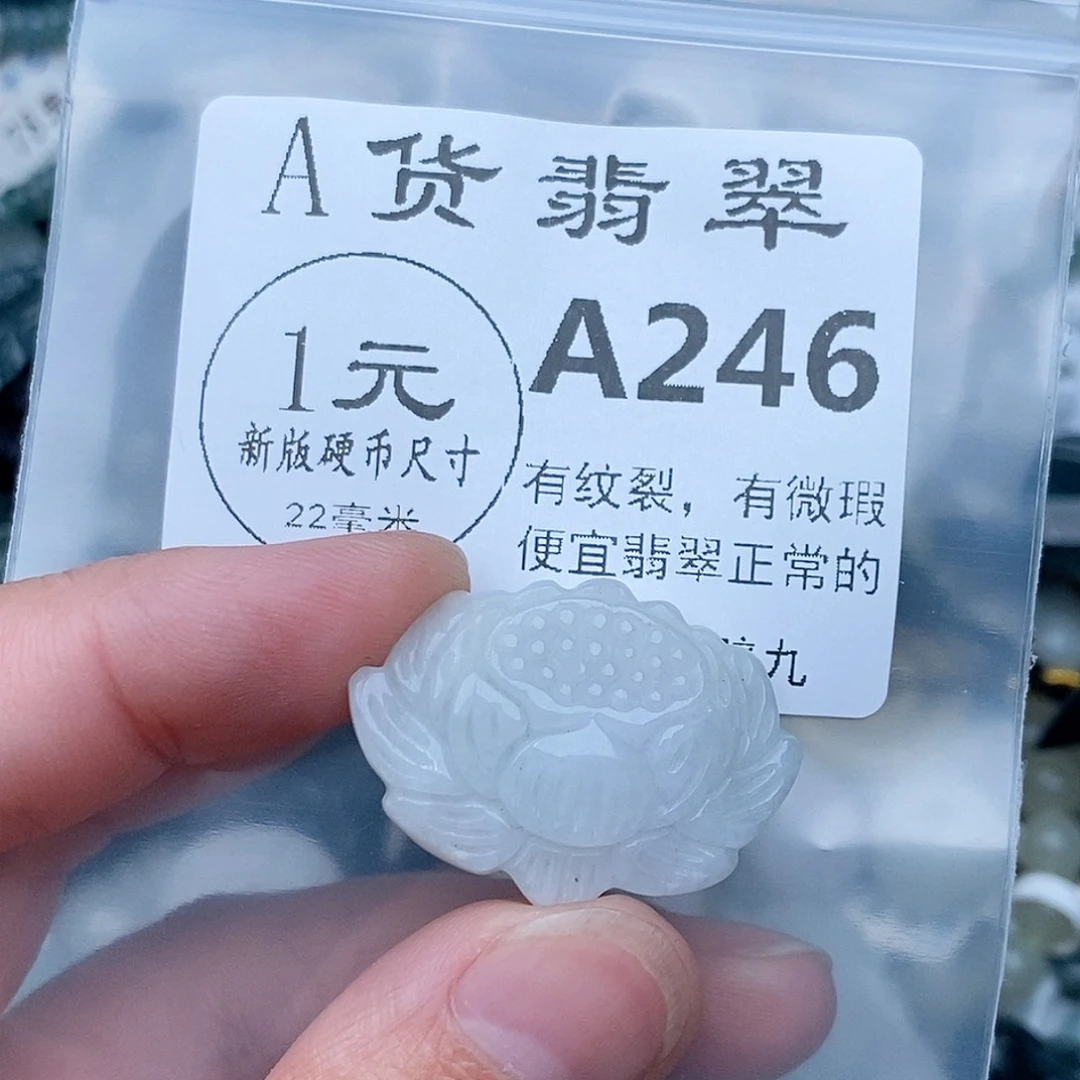 A货翡翠
1元
新版硬币尺寸
22毫米
A246
有纹裂，有微瑕
便宜翡翠正常的
九